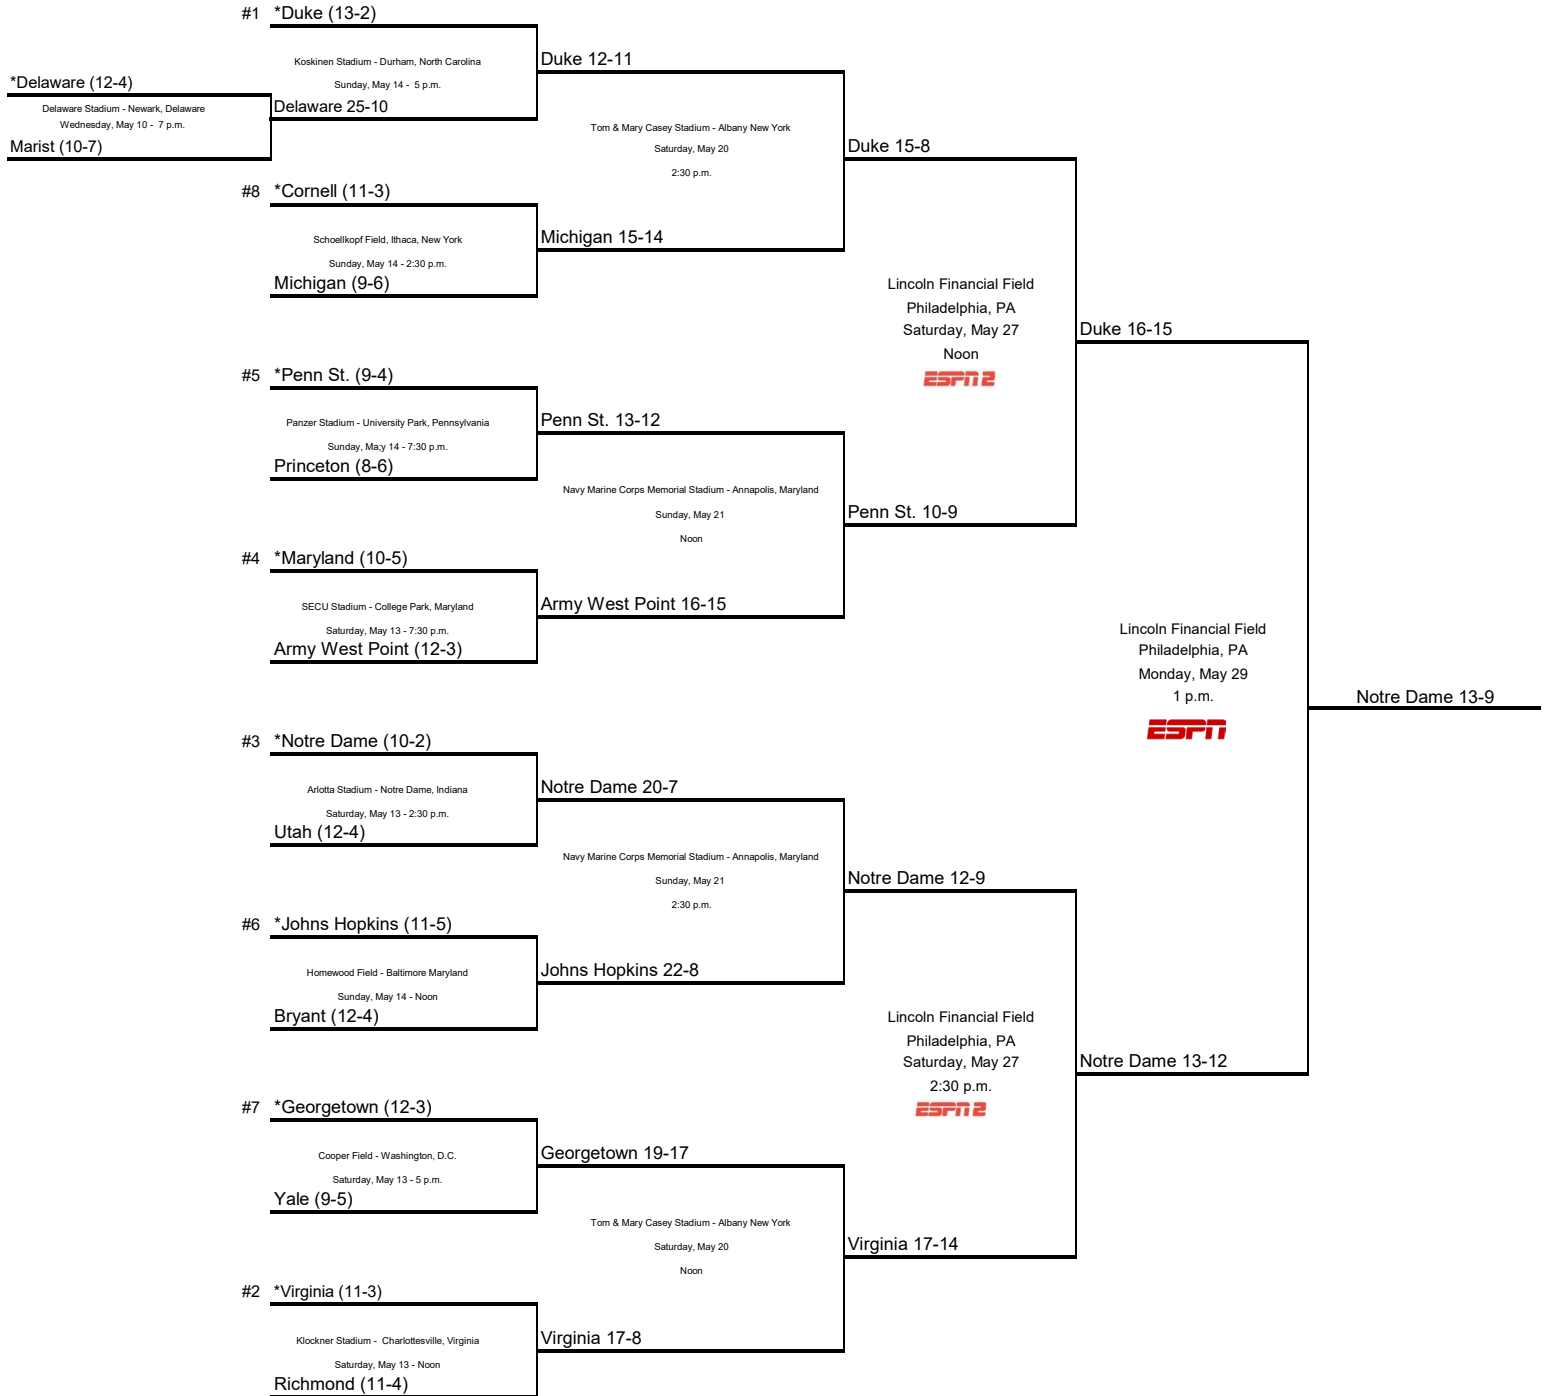 #1 *Duke (13-2)
Koskinen Stadium - Durham, North Carolina
Sunday, May 14 - 5 p.m.
Duke 12-11
*Delaware (12-4)
Delaware Stadium - Newark, Delaware
Wednesday, May 10 - 7 p.m.
Marist (10-7)
Delaware 25-10
Tom & Mary Casey Stadium - Albany New York
Saturday, May 20
2:30 p.m.
Duke 15-8
#8 *Cornell (11-3)
Schoellkopf Field, Ithaca, New York
Sunday, May 14 - 2:30 p.m.
Michigan (9-6)
Michigan 15-14
Lincoln Financial Field
Philadelphia, PA
Saturday, May 27
Noon
ESPN 2
Duke 16-15
#5 *Penn St. (9-4)
Panzer Stadium - University Park, Pennsylvania
Sunday, Ma;y 14 - 7:30 p.m.
Princeton (8-6)
Penn St. 13-12
Navy Marine Corps Memorial Stadium - Annapolis, Maryland
Sunday, May 21
Noon
Penn St. 10-9
#4 *Maryland (10-5)
SECU Stadium - College Park, Maryland
Saturday, May 13 - 7:30 p.m.
Army West Point (12-3)
Army West Point 16-15
Lincoln Financial Field
Philadelphia, PA
Monday, May 29
1 p.m.
ESPN
Notre Dame 13-9
#3 *Notre Dame (10-2)
Arlotta Stadium - Notre Dame, Indiana
Saturday, May 13 - 2:30 p.m.
Utah (12-4)
Notre Dame 20-7
Navy Marine Corps Memorial Stadium - Annapolis, Maryland
Sunday, May 21
2:30 p.m.
Notre Dame 12-9
#6 *Johns Hopkins (11-5)
Homewood Field - Baltimore Maryland
Sunday, May 14 - Noon
Bryant (12-4)
Johns Hopkins 22-8
Lincoln Financial Field
Philadelphia, PA
Saturday, May 27
2:30 p.m.
ESPN 2
Notre Dame 13-12
#7 *Georgetown (12-3)
Cooper Field - Washington, D.C.
Saturday, May 13 - 5 p.m.
Yale (9-5)
Georgetown 19-17
Tom & Mary Casey Stadium - Albany New York
Saturday, May 20
Noon
Virginia 17-14
#2 *Virginia (11-3)
Klockner Stadium - Charlottesville, Virginia
Saturday, May 13 - Noon
Richmond (11-4)
Virginia 17-8